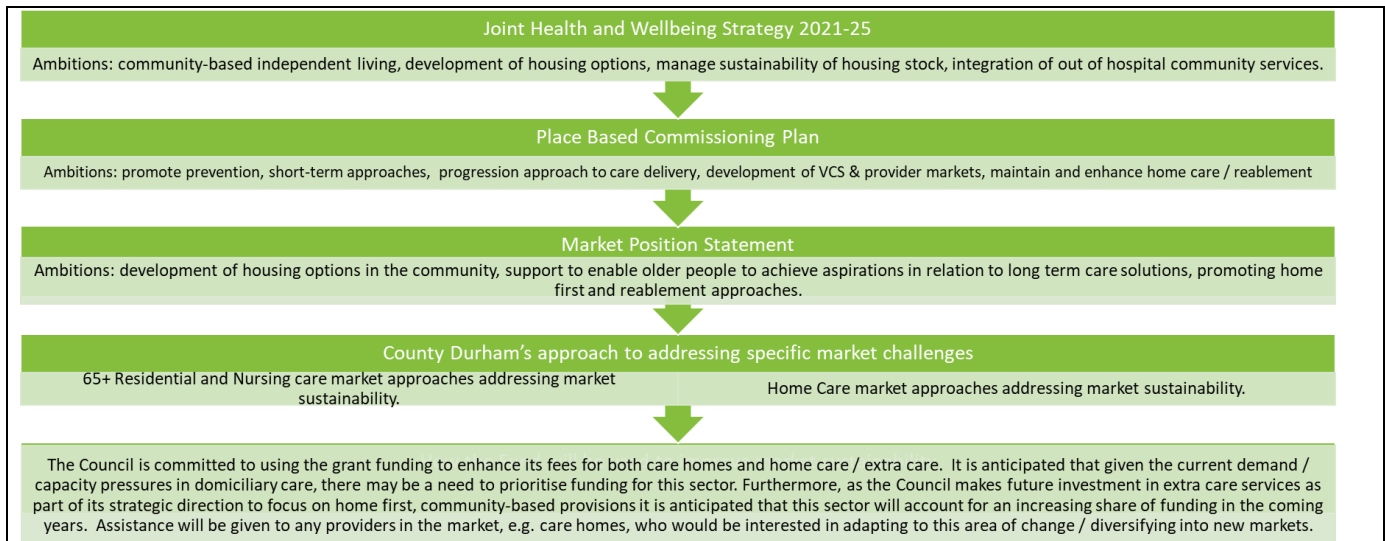 Joint Health and Wellbeing Strategy 2021-25
Ambitions: community-based independent living, development of housing options, manage sustainability of housing stock, integration of out of hospital community services.
Place Based Commissioning Plan
Ambitions: promote prevention, short-term approaches, progression approach to care delivery, development of VCS & provider markets, maintain and enhance home care / reablement
Market Position Statement
Ambitions: development of housing options in the community, support to enable older people to achieve aspirations in relation to long term care solutions, promoting home
first and reablement approaches.
County Durham's approach to addressing specific market challenges
65+ Residential and Nursing care market approaches addressing market
sustainability.
Home Care market approaches addressing market sustainability.
The Council is committed to using the grant funding to enhance its fees for both care homes and home care / extra care. It is anticipated that given the current demand /
capacity pressures in domiciliary care, there may be a need to prioritise funding for this sector. Furthermore, as the Council makes future investment in extra care services as
part of its strategic direction to focus on home first, community-based provisions it is anticipated that this sector will account for an increasing share of funding in the coming
years. Assistance will be given to any providers in the market, e.g. care homes, who would be interested in adapting to this area of change / diversifying into new markets.